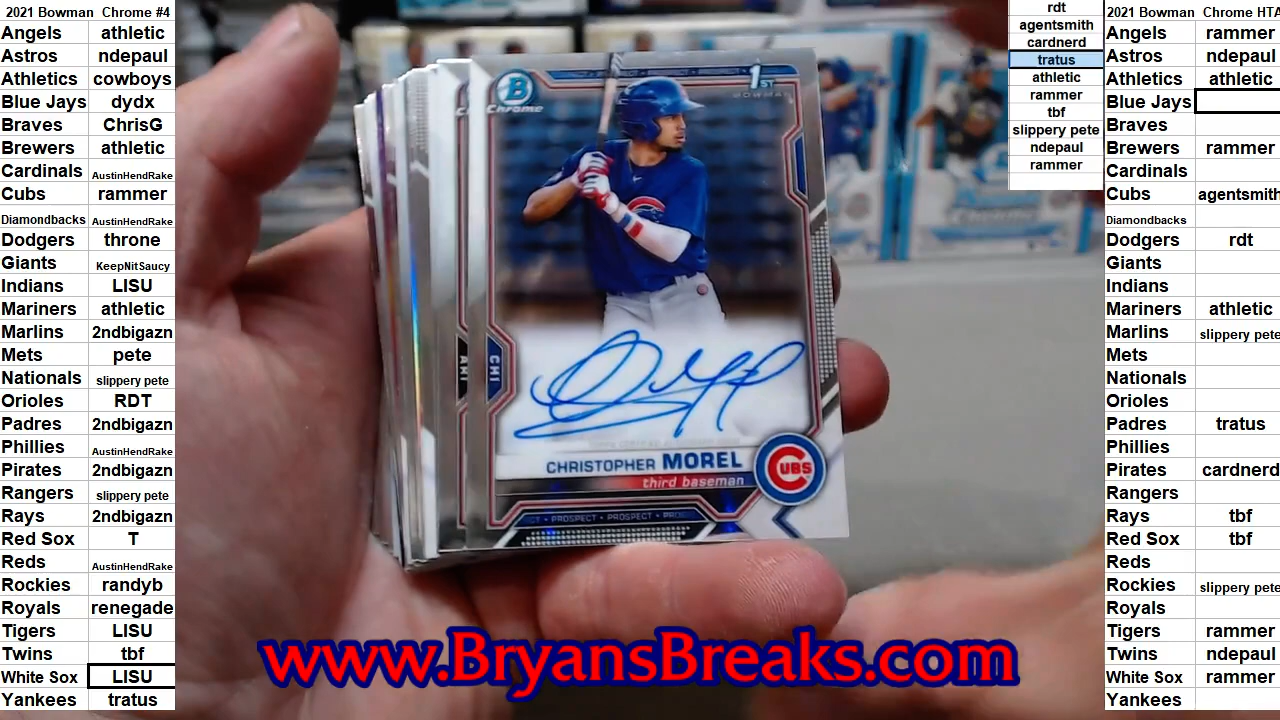 2021 Bowman Chrome #4
Angels athletic
Astros ndepaul
Athletics cowboys
Blue Jays dydx
Braves ChrisG
Brewers athletic
Cardinals AustinHendRake
Cubs rammer
Diamondbacks AustinHendRake
Dodgers throne
Giants KeepNitSaucy
Indians LISU
Mariners athletic
Marlins 2ndbigazn
Mets pete
Nationals slippery pete
Orioles RDT
Padres 2ndbigazn
Phillies AustinHendRake
Pirates 2ndbigazn
Rangers slippery pete
Rays 2ndbigazn
Red Sox T
Reds AustinHendRake
Rockies randyb
Royals renegade
Tigers LISU
Twins tbf
White Sox LISU
Yankees tratus
B
Chrome
PROSPECT
1ST
BOWMAN
CHI
CHRISTOPHER MOREL
third baseman
CUBS
PROSPECT • PROSPECT • PROSPECT
www.BryansBreaks.com
rdt
agentsmith
cardnerd
tratus
athletic
rammer
tbf
slippery pete
ndepaul
rammer
2021 Bowman Chrome HTA
Angels rammer
Astros ndepaul
Athletics athletic
Blue Jays
Braves
Brewers rammer
Cardinals
Cubs agentsmith
Diamondbacks
Dodgers rdt
Giants
Indians
Mariners athletic
Marlins slippery pete
Mets
Nationals
Orioles
Padres tratus
Phillies
Pirates cardnerd
Rangers
Rays tbf
Red Sox tbf
Reds
Rockies slippery pete
Royals
Tigers rammer
Twins ndepaul
White Sox rammer
Yankees